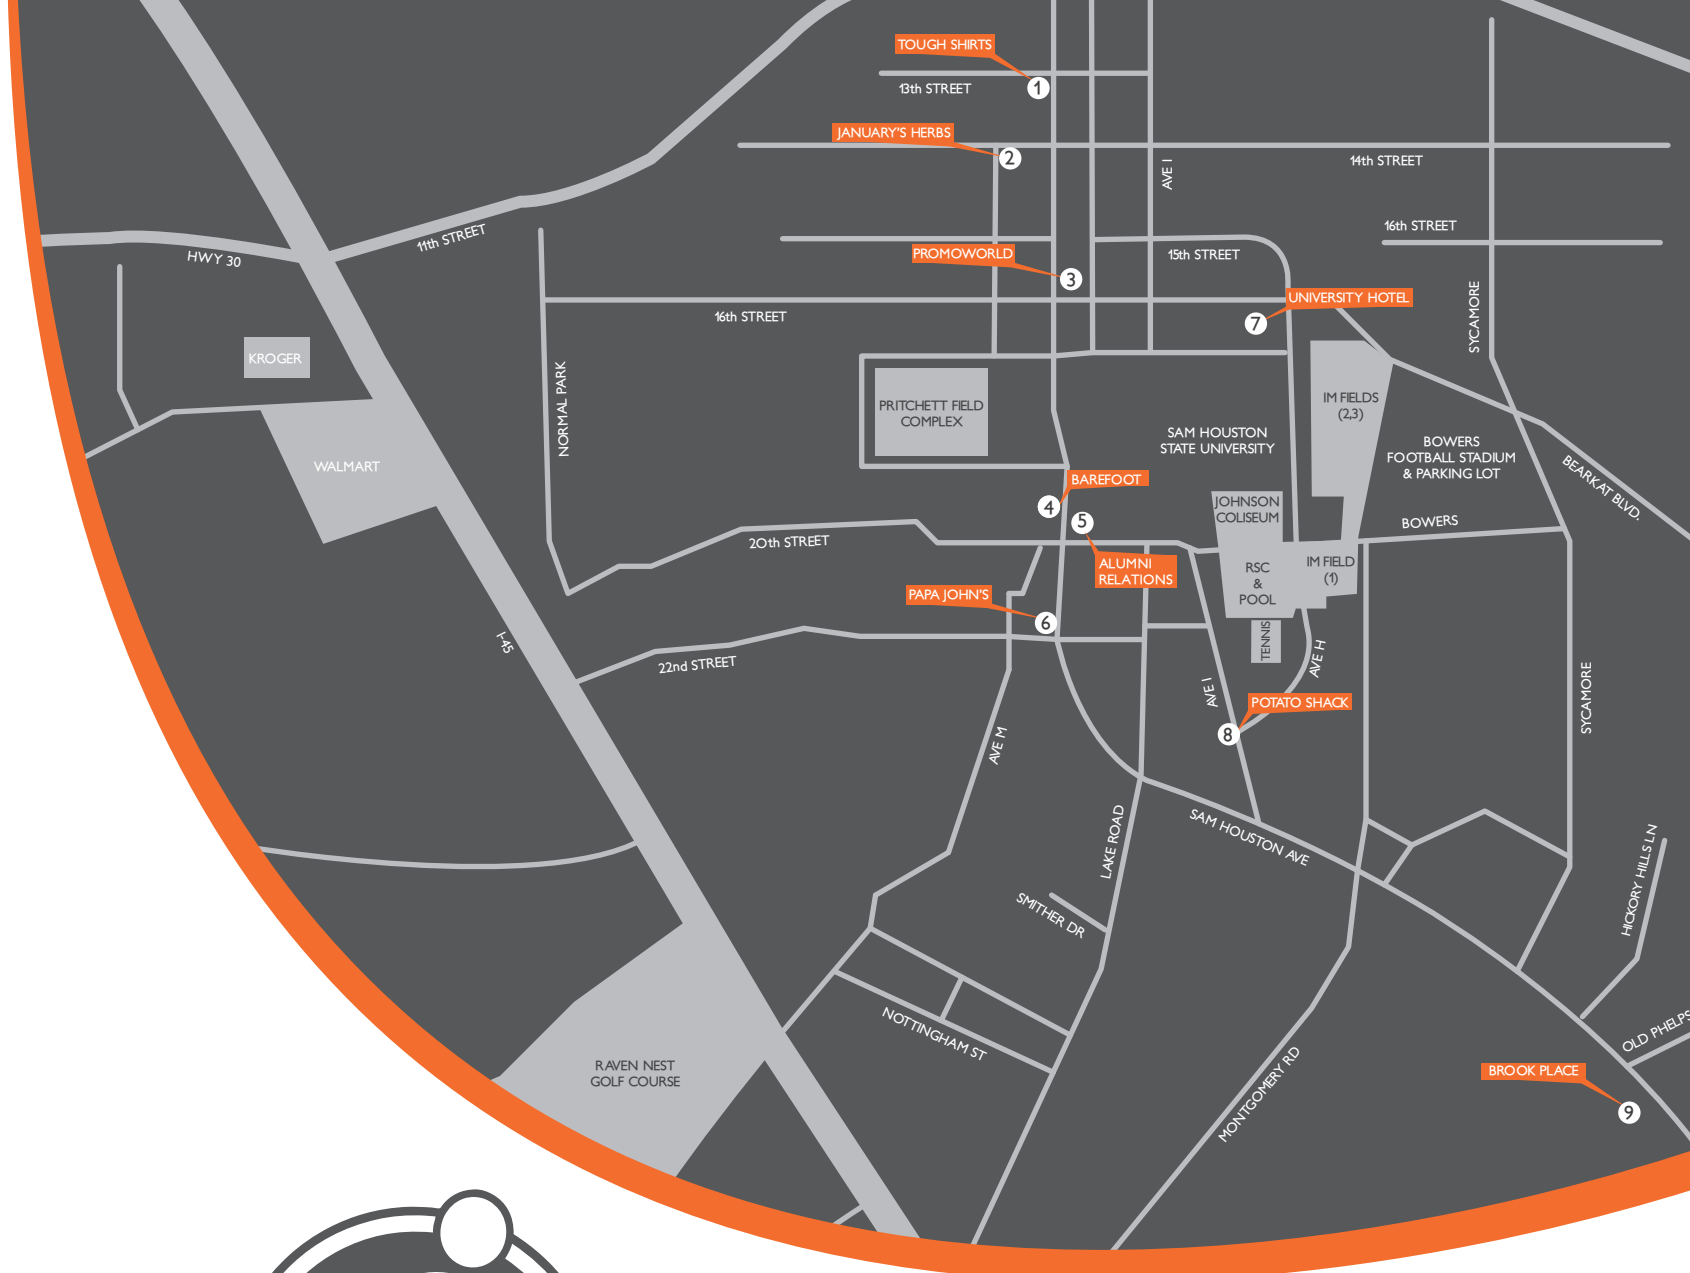 TOUGH SHIRTS
1
13th STREET
JANUARY'S HERBS
2
14th STREET
AVE I
16th STREET
11th STREET
HWY 30
PROMOWORLD
3
15th STREET
UNIVERSITY HOTEL
7
16th STREET
SYCAMORE
KROGER
NORMAL PARK
PRITCHETT FIELD
COMPLEX
IM FIELDS
(2,3)
SAM HOUSTON
STATE UNIVERSITY
BOWERS
FOOTBALL STADIUM
& PARKING LOT
WALMART
BEARKAT BLVD.
BAREFOOT
4
5
JOHNSON
COLISEUM
BOWERS
20th STREET
ALUMNI
RELATIONS
RSC
&
POOL
IM FIELD
(1)
PAPA JOHN'S
6
TENNIS
I-45
22nd STREET
AVE H
AVE I
POTATO SHACK
8
SYCAMORE
AVE M
LAKE ROAD
SAM HOUSTON AVE
HICKORY HILLS LN
SMITHER DR
NOTTINGHAM ST
OLD PHELPS
RAVEN NEST
GOLF COURSE
MONTGOMERY RD
BROOK PLACE
9